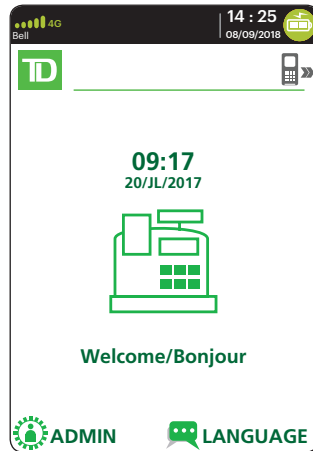 4G
Bell
14 : 25
08/09/2018
TD
09:17
20/JL/2017
Welcome/Bonjour
ADMIN
LANGUAGE